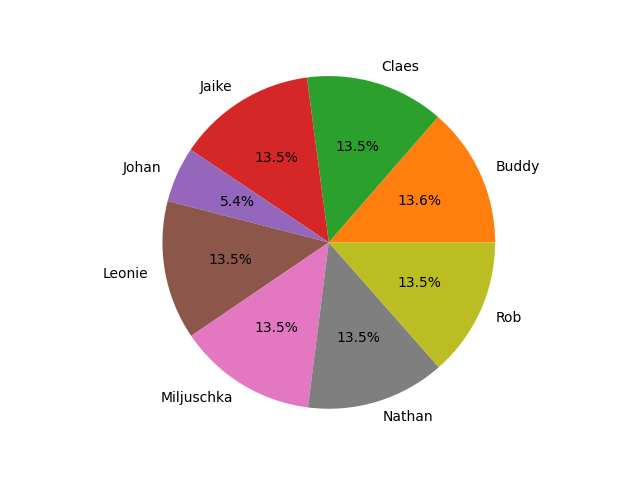 Claes
Jaike
13.5%
13.5%
Johan
Buddy
5.4%
13.6%
Leonie
13.5%
13.5%
Rob
13.5%
13.5%
Miljuschka
Nathan